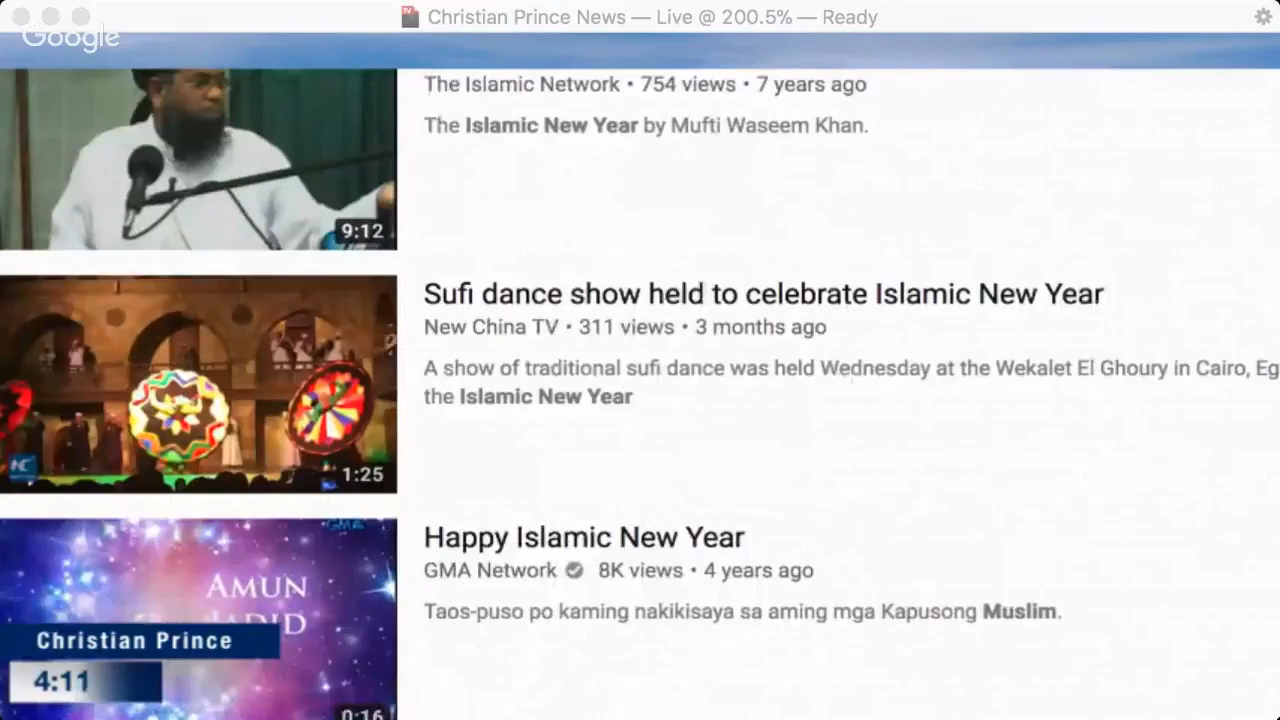 Christian Prince News — Live @ 200.5% — Ready
Google
The Islamic Network • 754 views • 7 years ago
The Islamic New Year by Mufti Waseem Khan.
9:12
Sufi dance show held to celebrate Islamic New Year
New China TV • 311 views • 3 months ago
A show of traditional sufi dance was held Wednesday at the Wekalet El Ghoury in Cairo, Eg
the Islamic New Year
1:25
Happy Islamic New Year
GMA Network 8K views • 4 years ago
Taos-puso po kaming nakikisaya sa aming mga Kapusong Muslim.
GMA
AMUN
Christian Prince
4:11
0:16